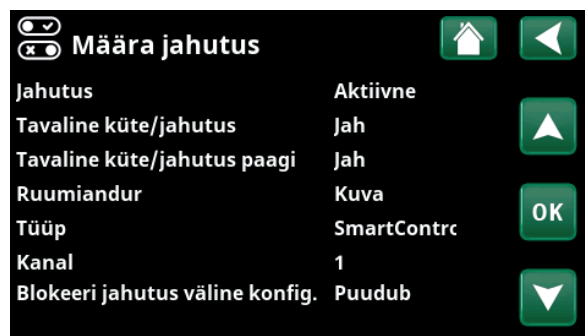 Määra jahutus
Jahutus Aktiivne
Tavaline küte/jahutus Jah
Tavaline küte/jahutus paagi Jah
Ruumiandur Kuva
OK
Tüüp SmartContrc
Kanal 1
Blokeeri jahutus väline konfig. Puudub